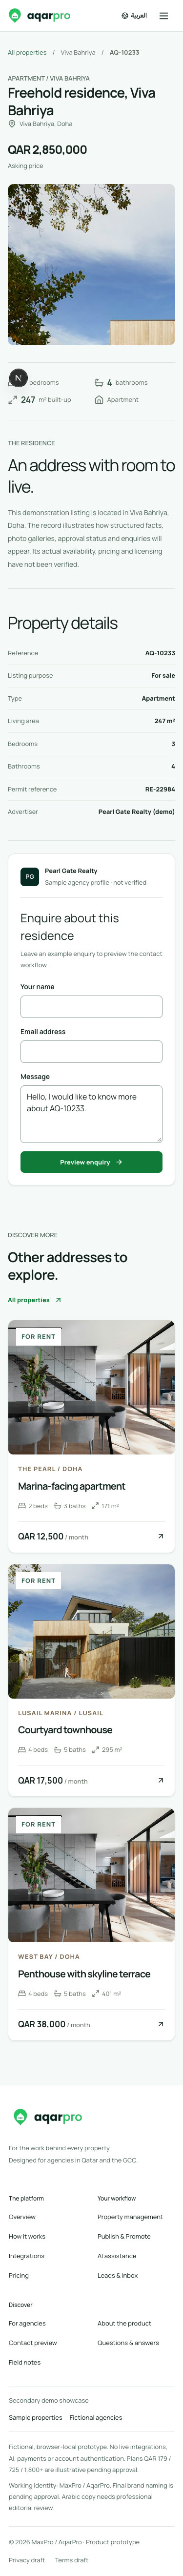 aqarpro
العربية
All properties / Viva Bahriya / AQ-10233
APARTMENT / VIVA BAHRIYA
Freehold residence, Viva
Bahriya
Viva Bahriya, Doha
QAR 2,850,000
Asking price
N
bedrooms
4 bathrooms
247 m² built-up
Apartment
THE RESIDENCE
An address with room to
live.
This demonstration listing is located in Viva Bahriya,
Doha. The record illustrates how structured facts,
photo galleries, approval status and enquiries will
appear. Its actual availability, pricing and licensing
have not been verified.
Property details
Reference AQ-10233
Listing purpose For sale
Type Apartment
Living area 247 m²
Bedrooms 3
Bathrooms 4
Permit reference RE-22984
Advertiser Pearl Gate Realty (demo)
PG
Pearl Gate Realty
Sample agency profile · not verified
Enquire about this
residence
Leave an example enquiry to preview the contact
workflow.
Your name
Email address
Message
Hello, I would like to know more
about AQ-10233.
Preview enquiry
DISCOVER MORE
Other addresses to
explore.
All properties
FOR RENT
THE PEARL / DOHA
Marina-facing apartment
2 beds 3 baths 171 m²
QAR 12,500 / month
FOR RENT
LUSAIL MARINA / LUSAIL
Courtyard townhouse
4 beds 5 baths 295 m²
QAR 17,500 / month
FOR RENT
WEST BAY / DOHA
Penthouse with skyline terrace
4 beds 5 baths 401 m²
QAR 38,000 / month
aqarpro
For the work behind every property.
Designed for agencies in Qatar and the GCC.
The platform
Your workflow
Overview
Property management
How it works
Publish & Promote
Integrations
AI assistance
Pricing
Leads & Inbox
Discover
For agencies
About the product
Contact preview
Questions & answers
Field notes
Secondary demo showcase
Sample properties Fictional agencies
Fictional, browser-local prototype. No live integrations,
AI, payments or account authentication. Plans QAR 179 /
725 / 1,800+ are illustrative pending approval.
Working identity: MaxPro / AqarPro. Final brand naming is
pending approval. Arabic copy needs professional
editorial review.
© 2026 MaxPro / AqarPro · Product prototype
Privacy draft Terms draft